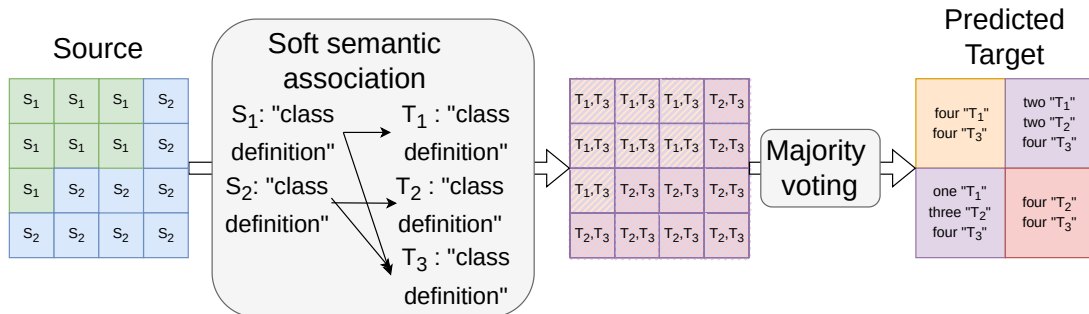 Source
S₁ S₁ S₁ S₂
S₁ S₁ S₁ S₂
S₁ S₂ S₂ S₂
S₂ S₂ S₂ S₂
Soft semantic
association
S₁: "class
definition"
S₂: "class
definition"
T₁ : "class
definition"
T₂ : "class
definition"
T₃ : "class
definition"
T₁,T₃ T₁,T₃ T₁,T₃ T₂,T₃
T₁,T₃ T₁,T₃ T₁,T₃ T₂,T₃
T₁,T₃ T₂,T₃ T₂,T₃ T₂,T₃
T₂,T₃ T₂,T₃ T₂,T₃ T₂,T₃
Majority
voting
Predicted
Target
four "T₁"
four "T₃"
two "T₁"
two "T₂"
four "T₃"
one "T₁"
three "T₂"
four "T₃"
four "T₂"
four "T₃"